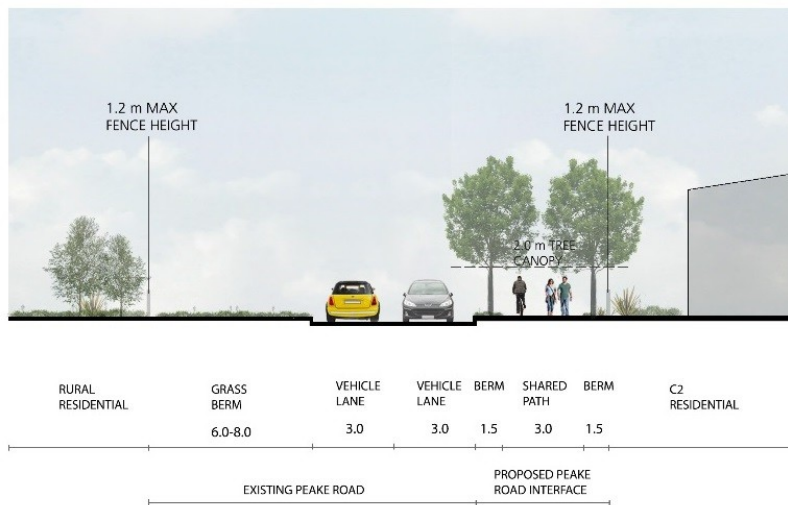 1.2 m MAX
FENCE HEIGHT
1.2 m MAX
FENCE HEIGHT
2.0 m TREE
CANOPY
RURAL
RESIDENTIAL
GRASS
BERM
6.0-8.0
VEHICLE
LANE
3.0
VEHICLE
LANE
3.0
BERM
1.5
SHARED
PATH
3.0
BERM
1.5
C2
RESIDENTIAL
EXISTING PEAKE ROAD
PROPOSED PEAKE
ROAD INTERFACE